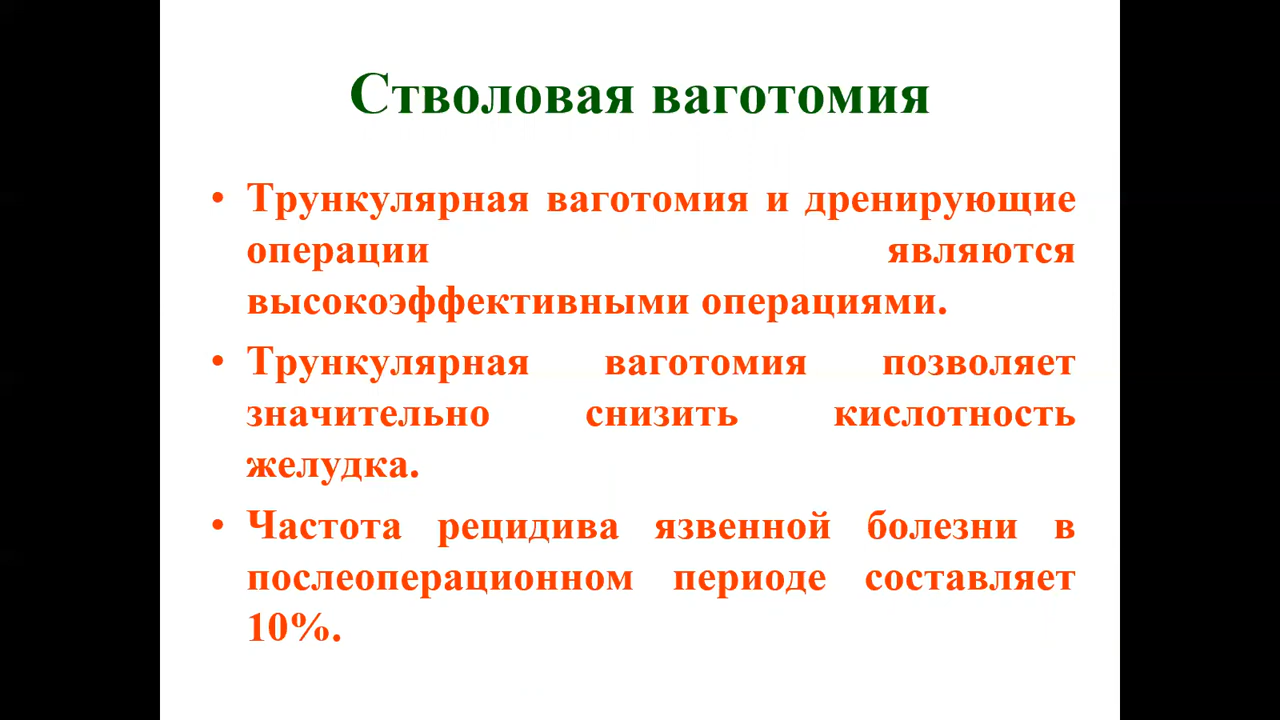 Стволовая ваготомия
• Трункулярная ваготомия и дренирующие
операции являются
высокоэффективными операциями.
• Трункулярная ваготомия позволяет
значительно снизить кислотность
желудка.
• Частота рецидива язвенной болезни в
послеоперационном периоде составляет
10%.